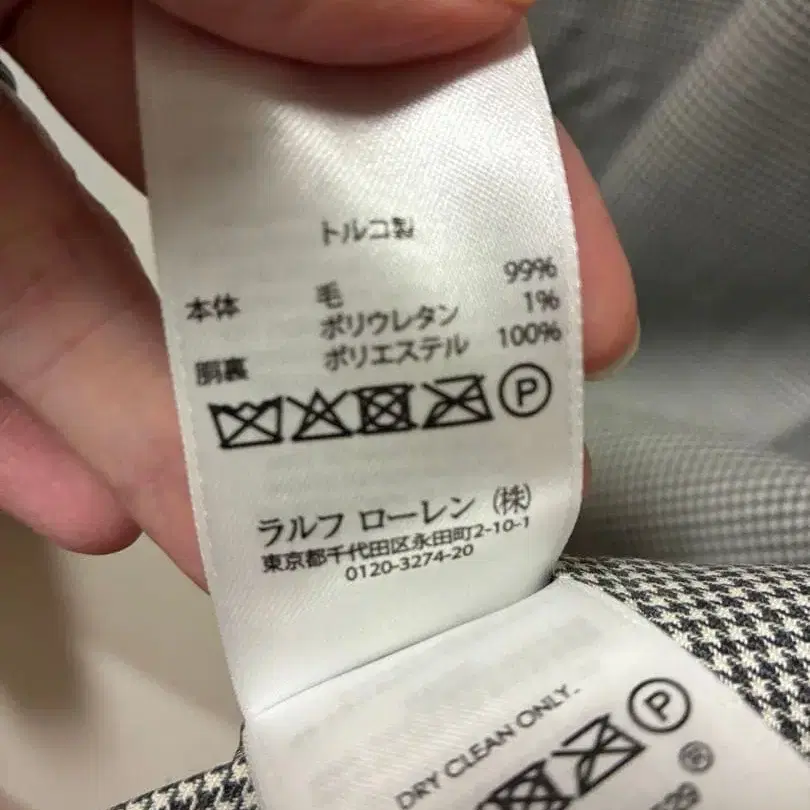 トルコ製
本体 毛 99%
ポリウレタン 1%
胴裏 ポリエステル 100%
P
ラルフ ローレン (株)
東京都千代田区永田町2-10-1
0120-3274-20
DRY CLEAN ONLY.
P